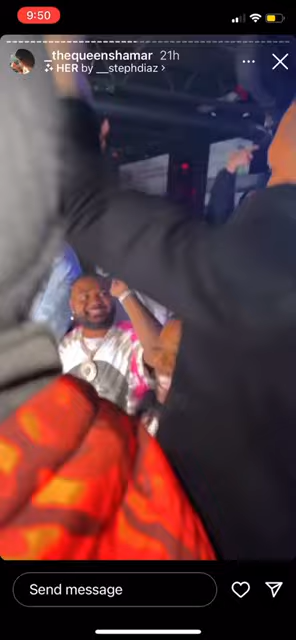 9:50
_thequeenshamar 21h
HER by __stephdiaz >
Send message